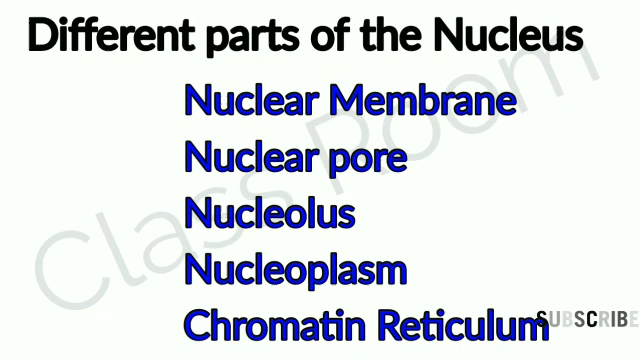 Different parts of the Nucleus
Nuclear Membrane
Nuclear pore
Nucleolus
Nucleoplasm
Chromatin Reticulum
SUBSCRIBE
Class Room